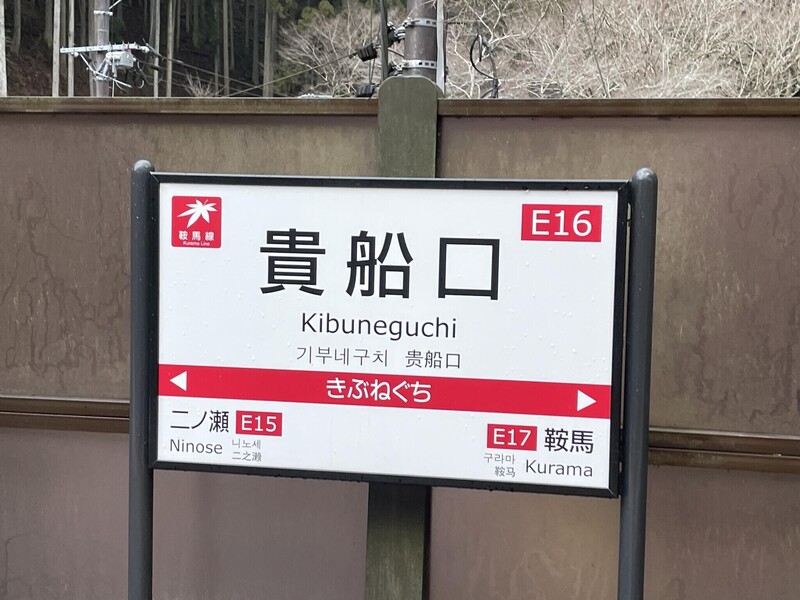 鞍馬線
Kurama Line
E16
貴船口
Kibuneguchi
기부네구치 贵船口
きぶねぐち
二ノ瀬 E15
Ninose 니노세
二之濑
E17 鞍馬
구라마
鞍马 Kurama